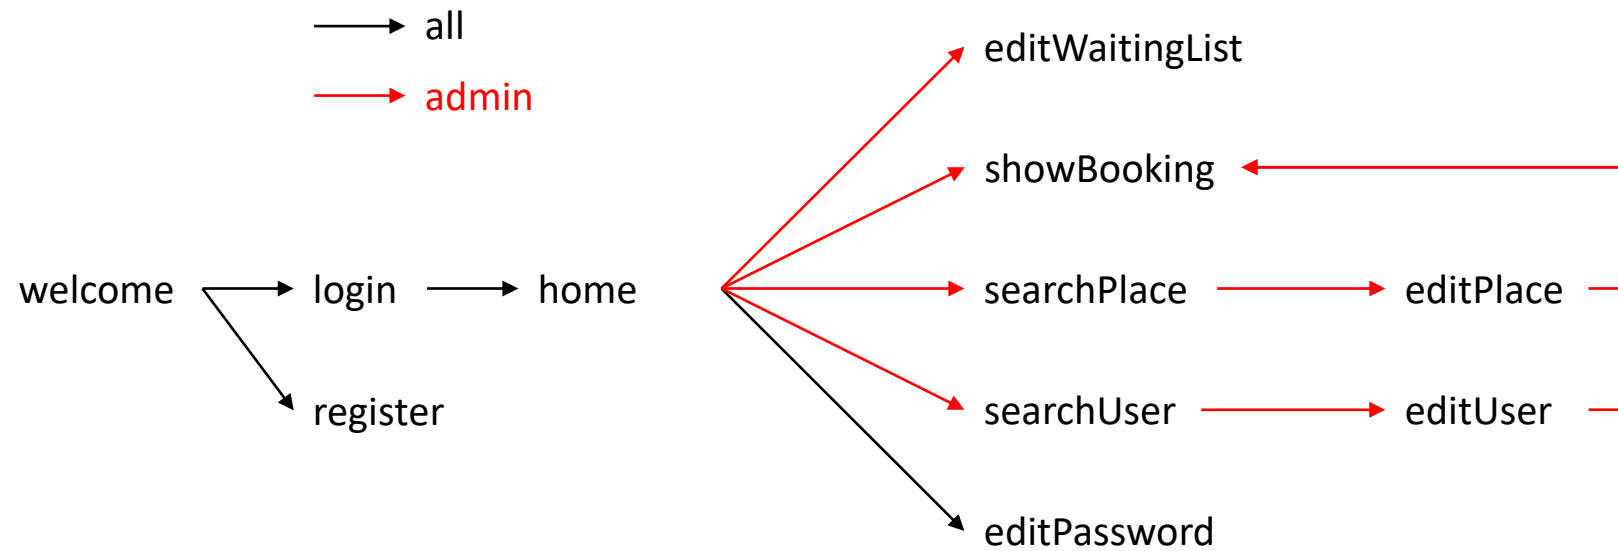 all
admin
editWaitingList
showBooking
welcome
login
home
searchPlace
editPlace
register
searchUser
editUser
editPassword